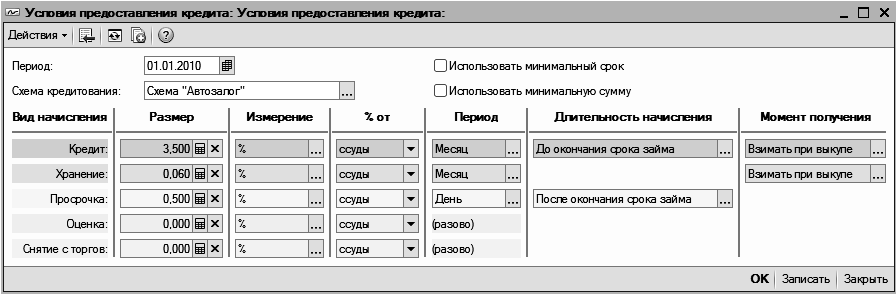 Условия предоставления кредита: Условия предоставления кредита:
Действия
Период: 01.01.2010 Использовать минимальный срок
Схема кредитования: Схема "Автозалог" ... Использовать минимальную сумму
Вид начисления Размер Измерение % от Период Длительность начисления Момент получения
Кредит: 3,500 % ... ссуды Месяц ... До окончания срока займа ... Взимать при выкупе ...
Хранение: 0,060 % ... ссуды Месяц ... Взимать при выкупе ...
Просрочка: 0,500 % ... ссуды День ... После окончания срока займа ...
Оценка: 0,000 % ... ссуды (разово)
Снятие с торгов: 0,000 % ... ссуды (разово)
OK Записать Закрыть